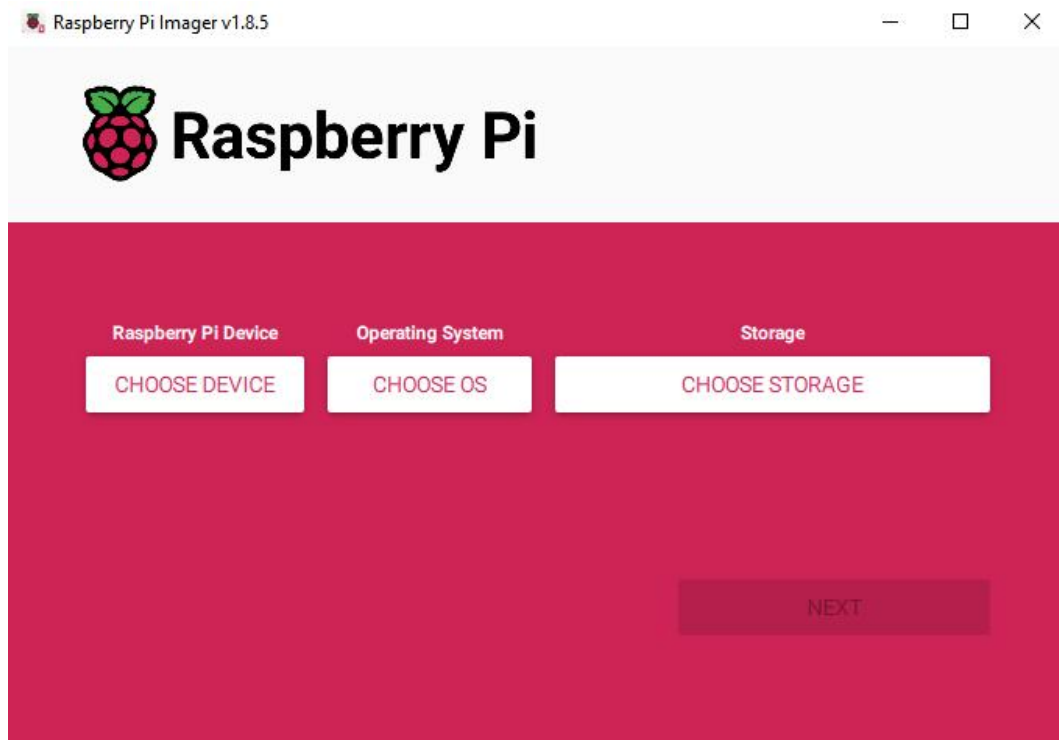 Raspberry Pi Imager v1.8.5
Raspberry Pi
Raspberry Pi Device
Operating System
Storage
CHOOSE DEVICE
CHOOSE OS
CHOOSE STORAGE
NEXT